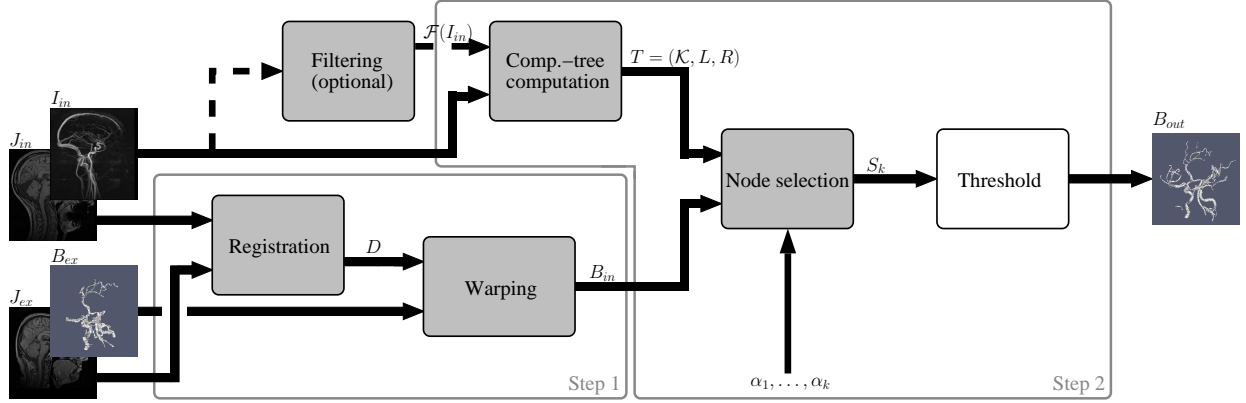 F(I_in)
Filtering
(optional)
Comp.−tree
computation
T = (K, L, R)
I_in
J_in
B_out
Node selection
S_k
Threshold
Registration
D
B_ex
B_in
Warping
J_ex
Step 1
α_1, . . . , α_k
Step 2